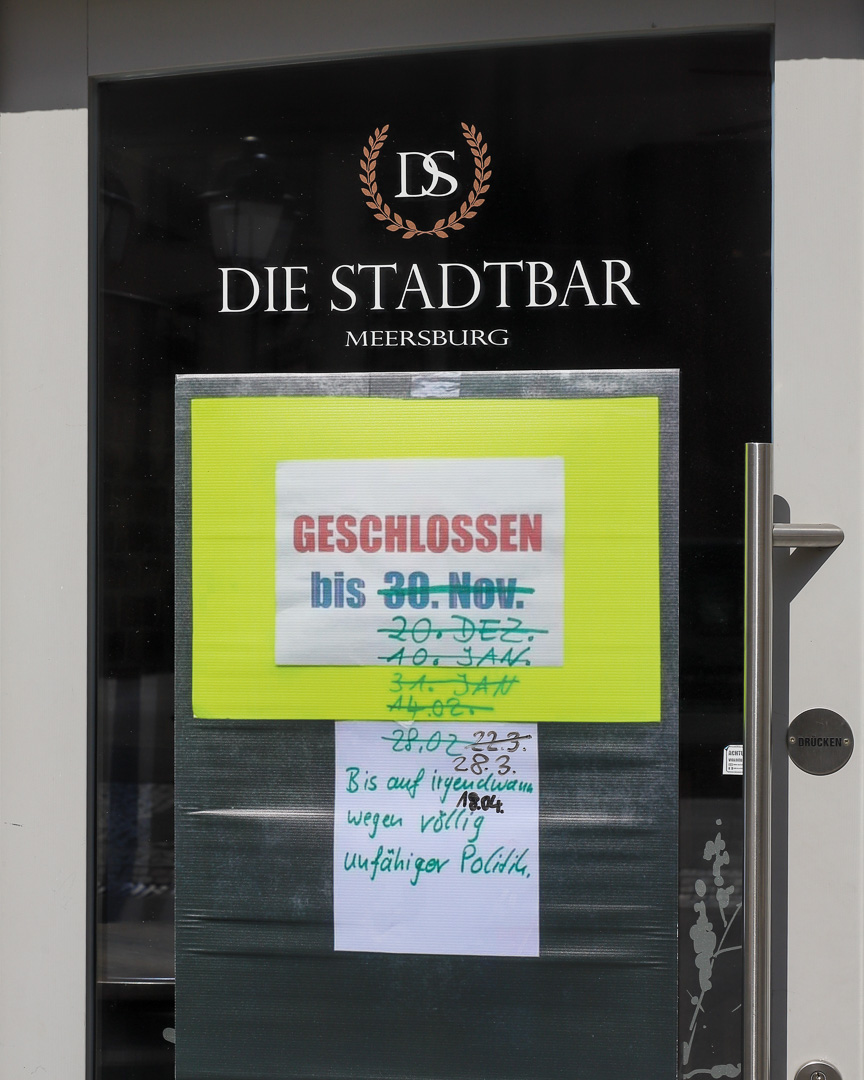 DS
DIE STADTBAR
MEERSBURG
GESCHLOSSEN
bis 30. Nov.
20. DEZ.
10. JAN.
31. JAN
14.02.
28.02 22.3.
28.3.
Bis auf irgendwann
18.04.
wegen völlig
unfähiger Politik.
DRÜCKEN